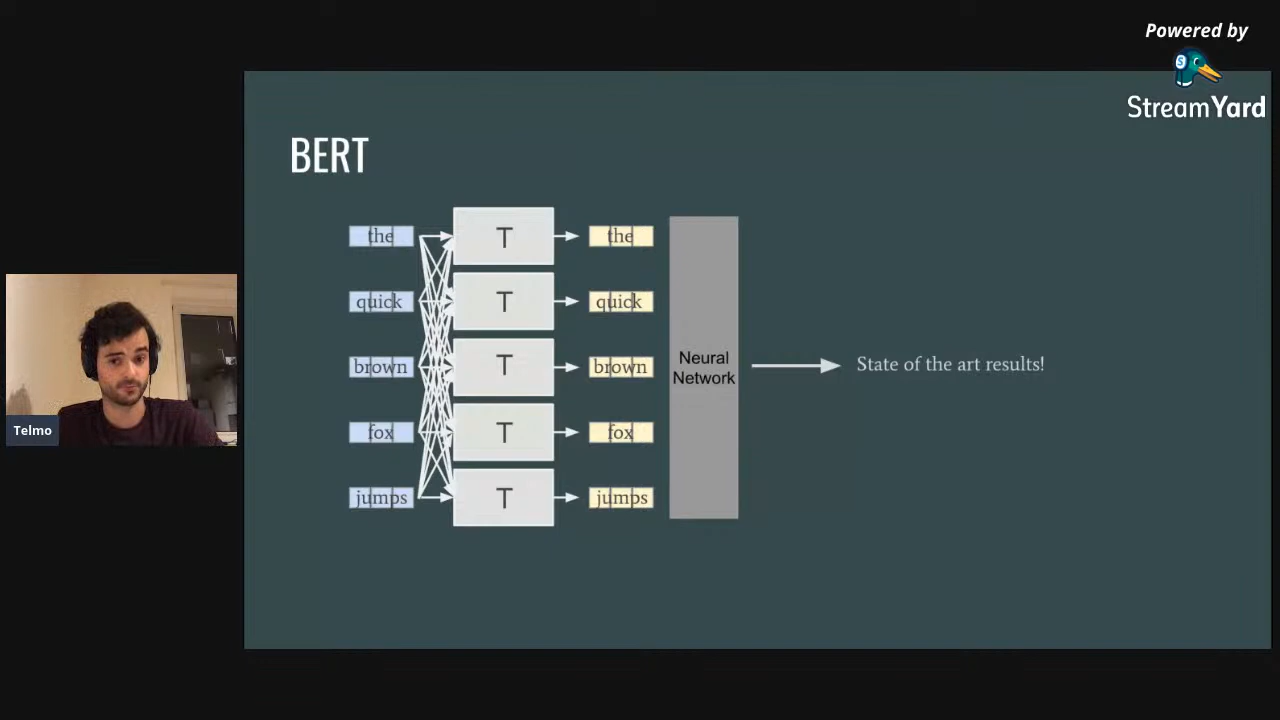 Powered by
S
StreamYard
BERT
the T the
quick T quick
brown T brown
Neural
Network
State of the art results!
fox T fox
jumps T jumps
Telmo